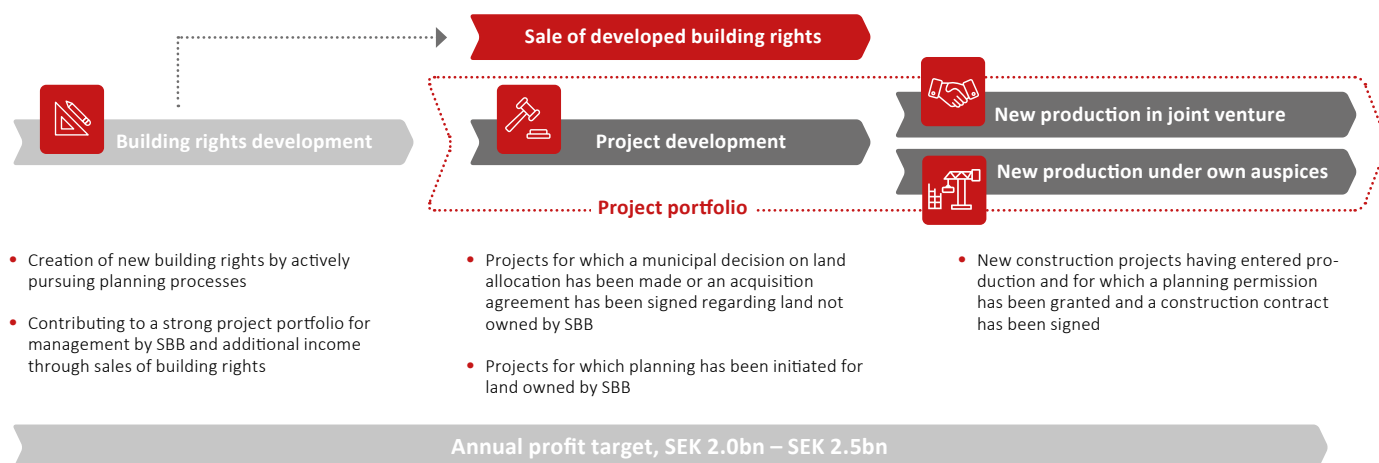 Sale of developed building rights
Building rights development
Project development
New production in joint venture
New production under own auspices
Project portfolio
• Creation of new building rights by actively
pursuing planning processes
• Contributing to a strong project portfolio for
management by SBB and additional income
through sales of building rights
• Projects for which a municipal decision on land
allocation has been made or an acquisition
agreement has been signed regarding land not
owned by SBB
• Projects for which planning has been initiated for
land owned by SBB
• New construction projects having entered pro-
duction and for which a planning permission
has been granted and a construction contract
has been signed
Annual profit target, SEK 2.0bn – SEK 2.5bn